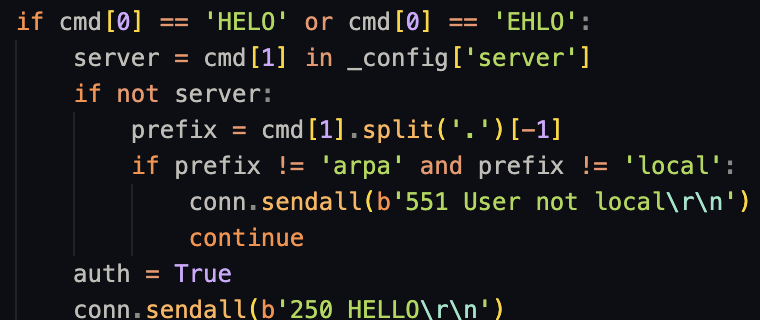 if cmd[0] == 'HELO' or cmd[0] == 'EHLO':
    server = cmd[1] in _config['server']
    if not server:
        prefix = cmd[1].split('.')[-1]
        if prefix != 'arpa' and prefix != 'local':
            conn.sendall(b'551 User not local\r\n')
            continue
    auth = True
    conn.sendall(b'250 HELLO\r\n')